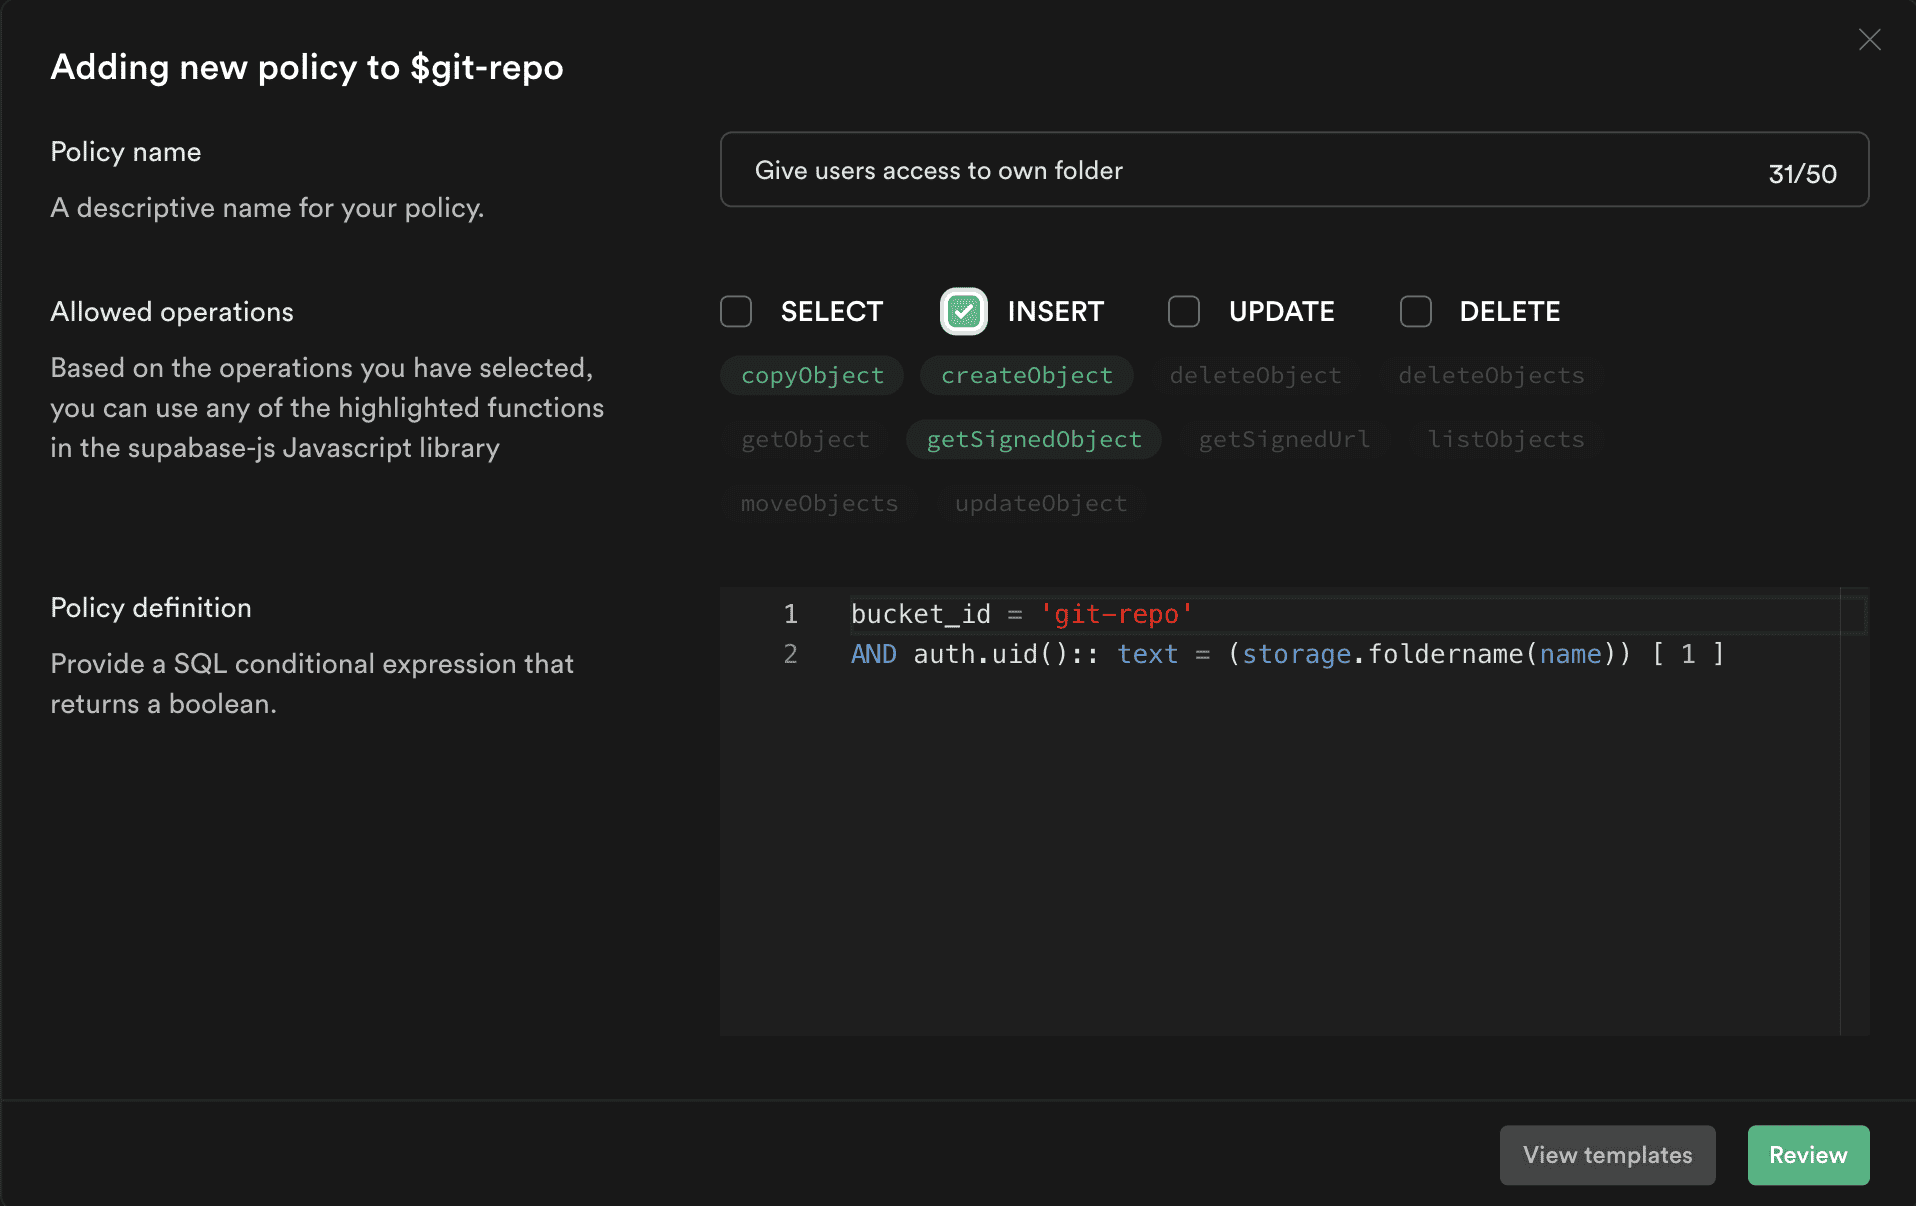 Adding new policy to $git-repo
Policy name
A descriptive name for your policy.
Give users access to own folder
31/50
Allowed operations
Based on the operations you have selected,
you can use any of the highlighted functions
in the supabase-js Javascript library
SELECT INSERT UPDATE DELETE
copyObject createObject deleteObject deleteObjects
getObject getSignedObject getSignedUrl listObjects
moveObjects updateObject
Policy definition
Provide a SQL conditional expression that
returns a boolean.
1 bucket_id = 'git-repo'
2 AND auth.uid():: text = (storage.foldername(name)) [ 1 ]
View templates
Review